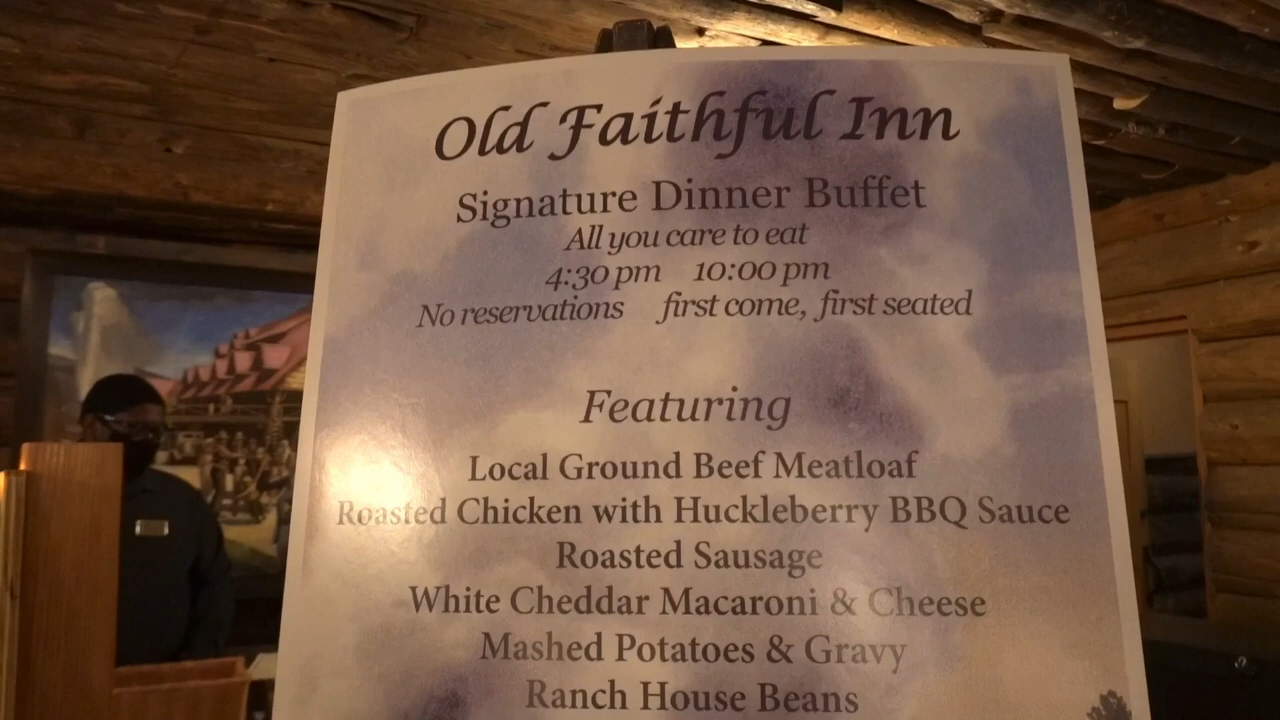 Old Faithful Inn
Signature Dinner Buffet
All you care to eat
4:30 pm 10:00 pm
No reservations first come, first seated
Featuring
Local Ground Beef Meatloaf
Roasted Chicken with Huckleberry BBQ Sauce
Roasted Sausage
White Cheddar Macaroni & Cheese
Mashed Potatoes & Gravy
Ranch House Beans